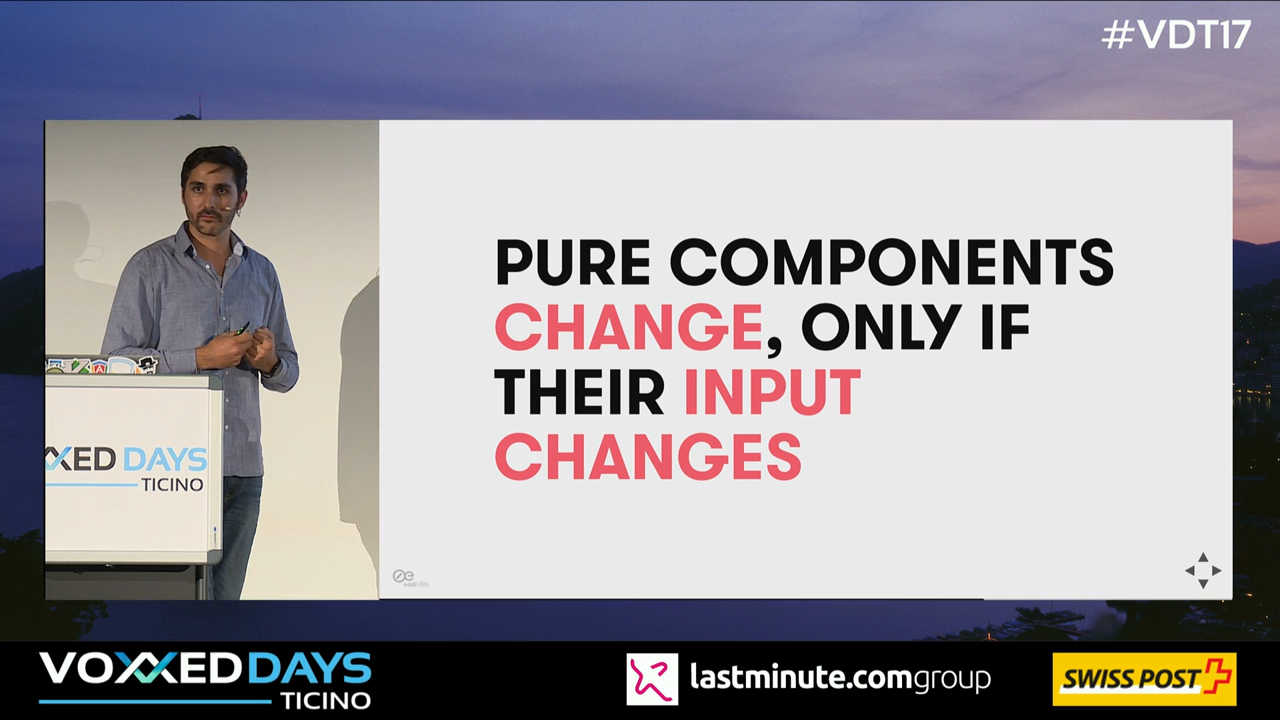 #VDT17
PURE COMPONENTS
CHANGE, ONLY IF
THEIR INPUT
CHANGES
XXED DAYS
TICINO
VOXXED DAYS
TICINO
lastminute.comgroup
SWISS POST